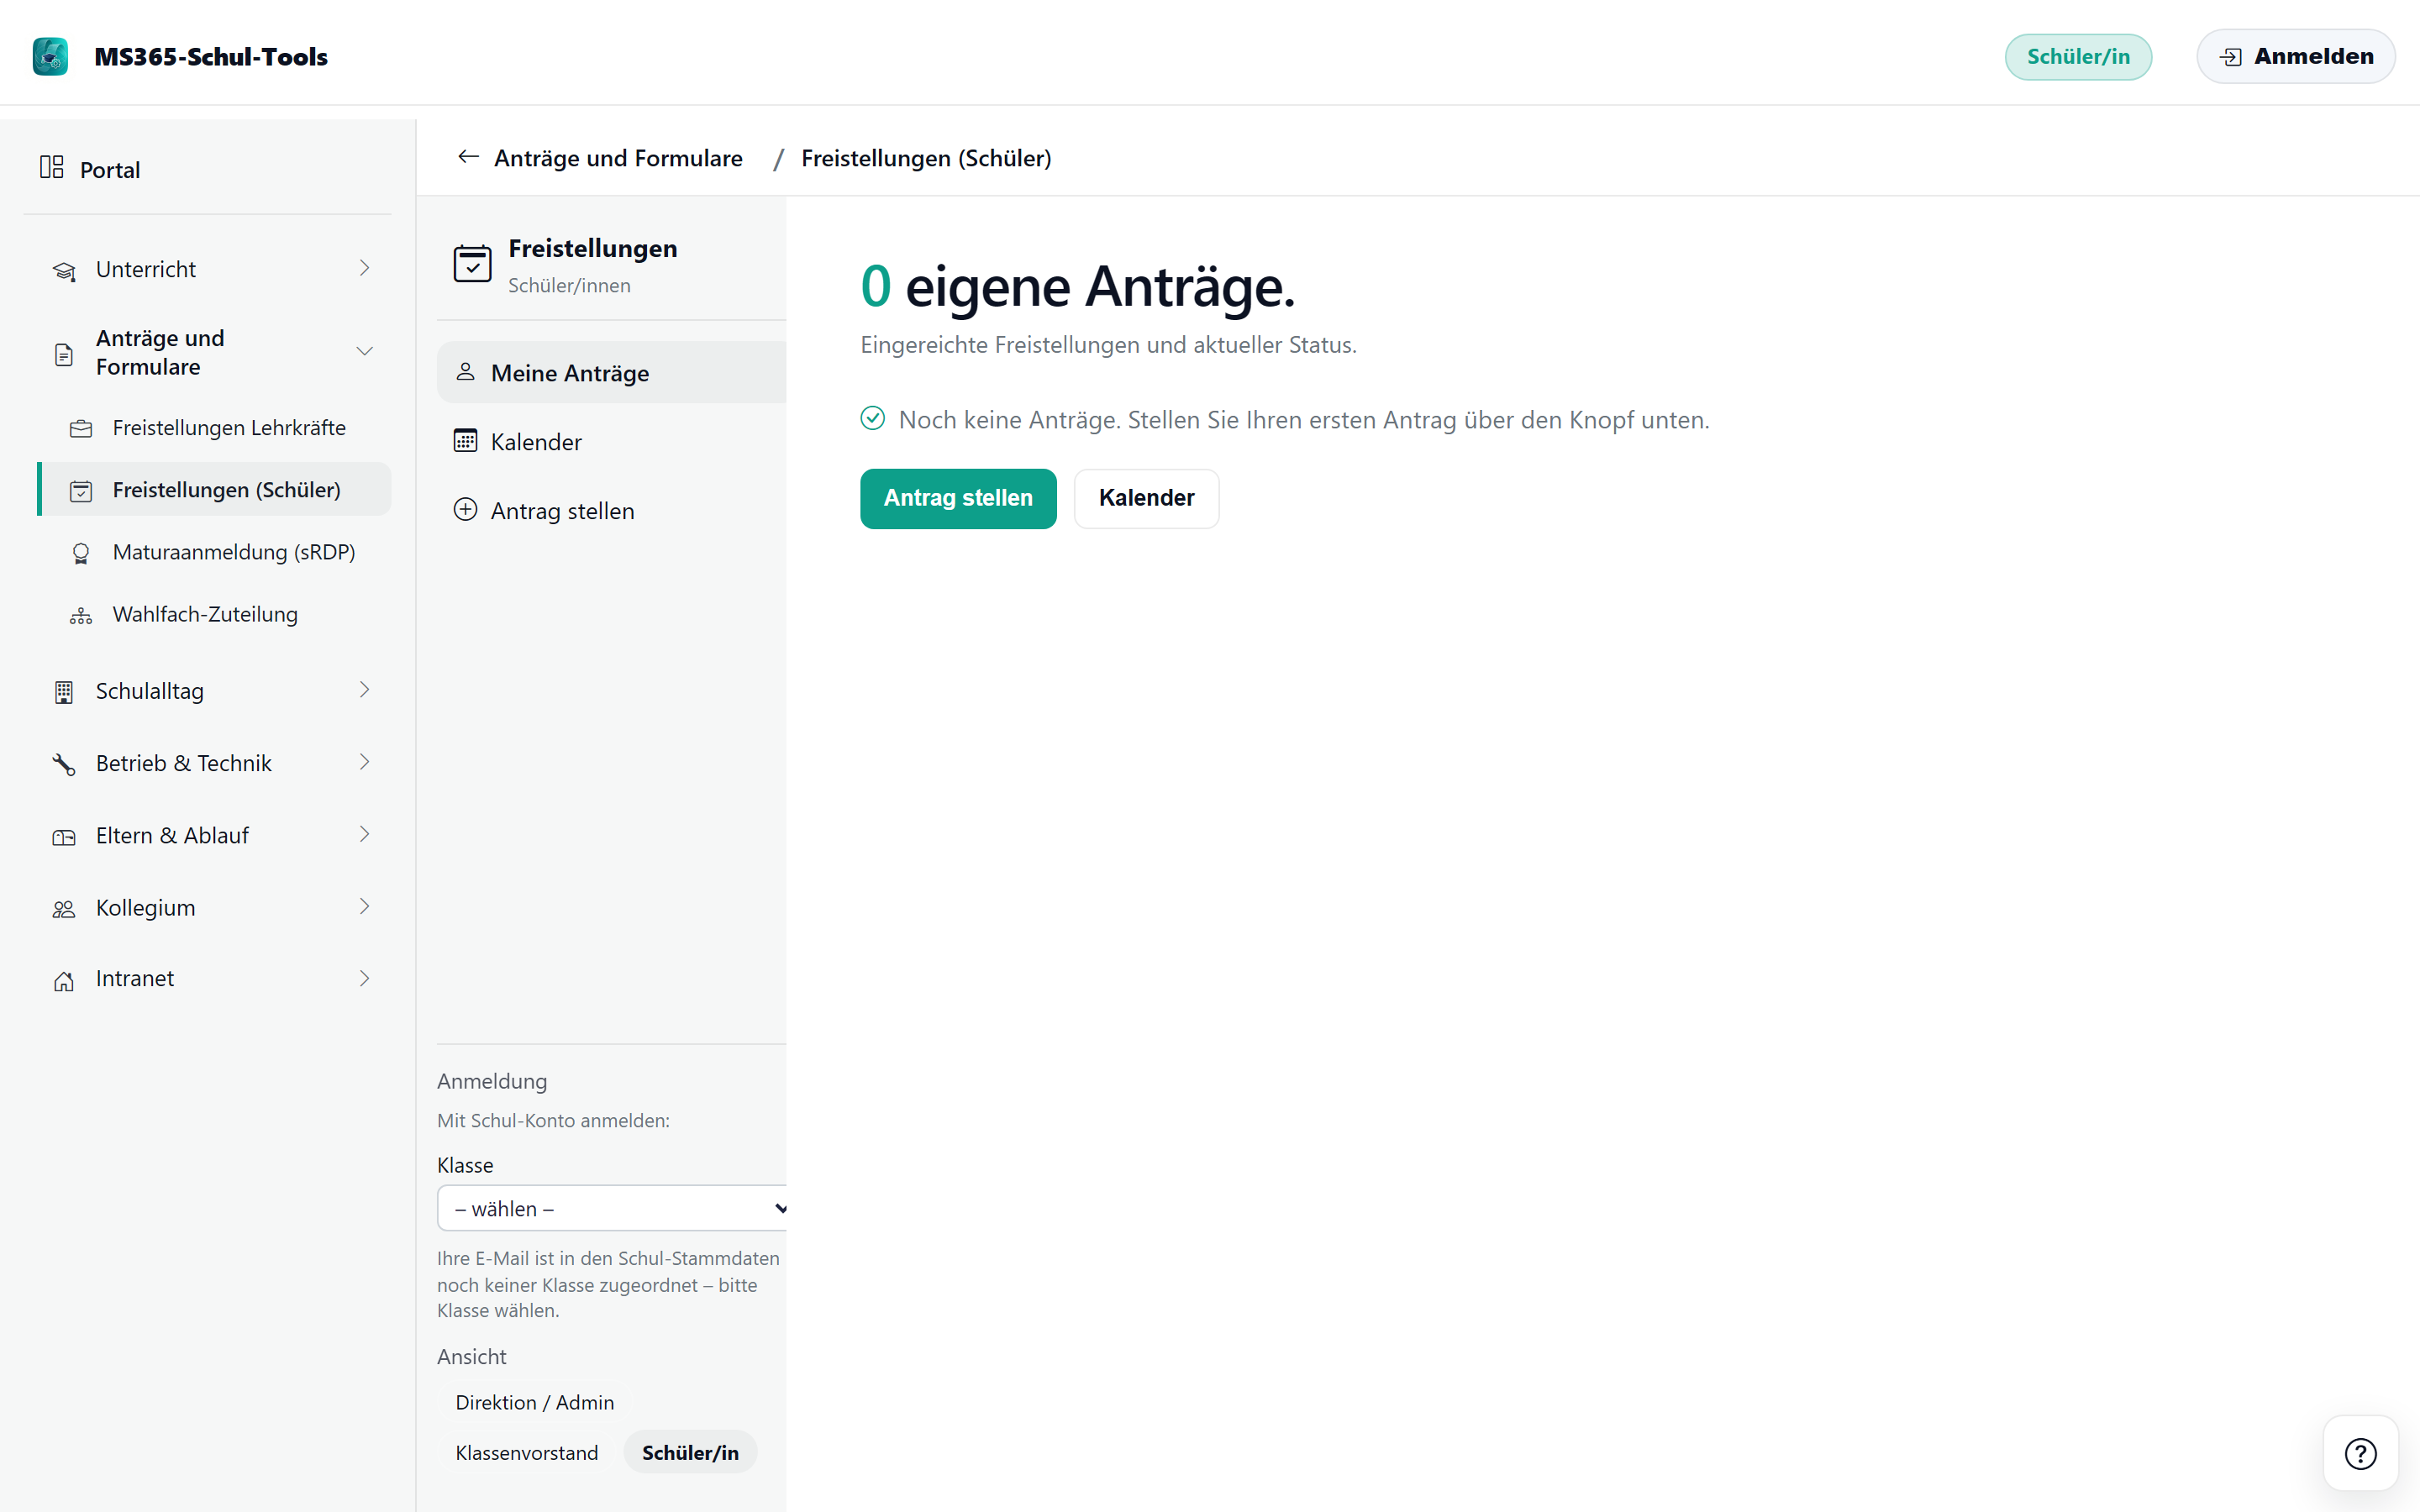 MS365-Schul-Tools
Schüler/in
Anmelden
Portal
Unterricht
Anträge und
Formulare
Freistellungen Lehrkräfte
Freistellungen (Schüler)
Maturaanmeldung (sRDP)
Wahlfach-Zuteilung
Schulalltag
Betrieb & Technik
Eltern & Ablauf
Kollegium
Intranet
Anträge und Formulare / Freistellungen (Schüler)
Freistellungen
Schüler/innen
Meine Anträge
Kalender
Antrag stellen
Anmeldung
Mit Schul-Konto anmelden:
Klasse
– wählen –
Ihre E-Mail ist in den Schul-Stammdaten
noch keiner Klasse zugeordnet – bitte
Klasse wählen.
Ansicht
Direktion / Admin
Klassenvorstand
Schüler/in
0 eigene Anträge.
Eingereichte Freistellungen und aktueller Status.
Noch keine Anträge. Stellen Sie Ihren ersten Antrag über den Knopf unten.
Antrag stellen
Kalender